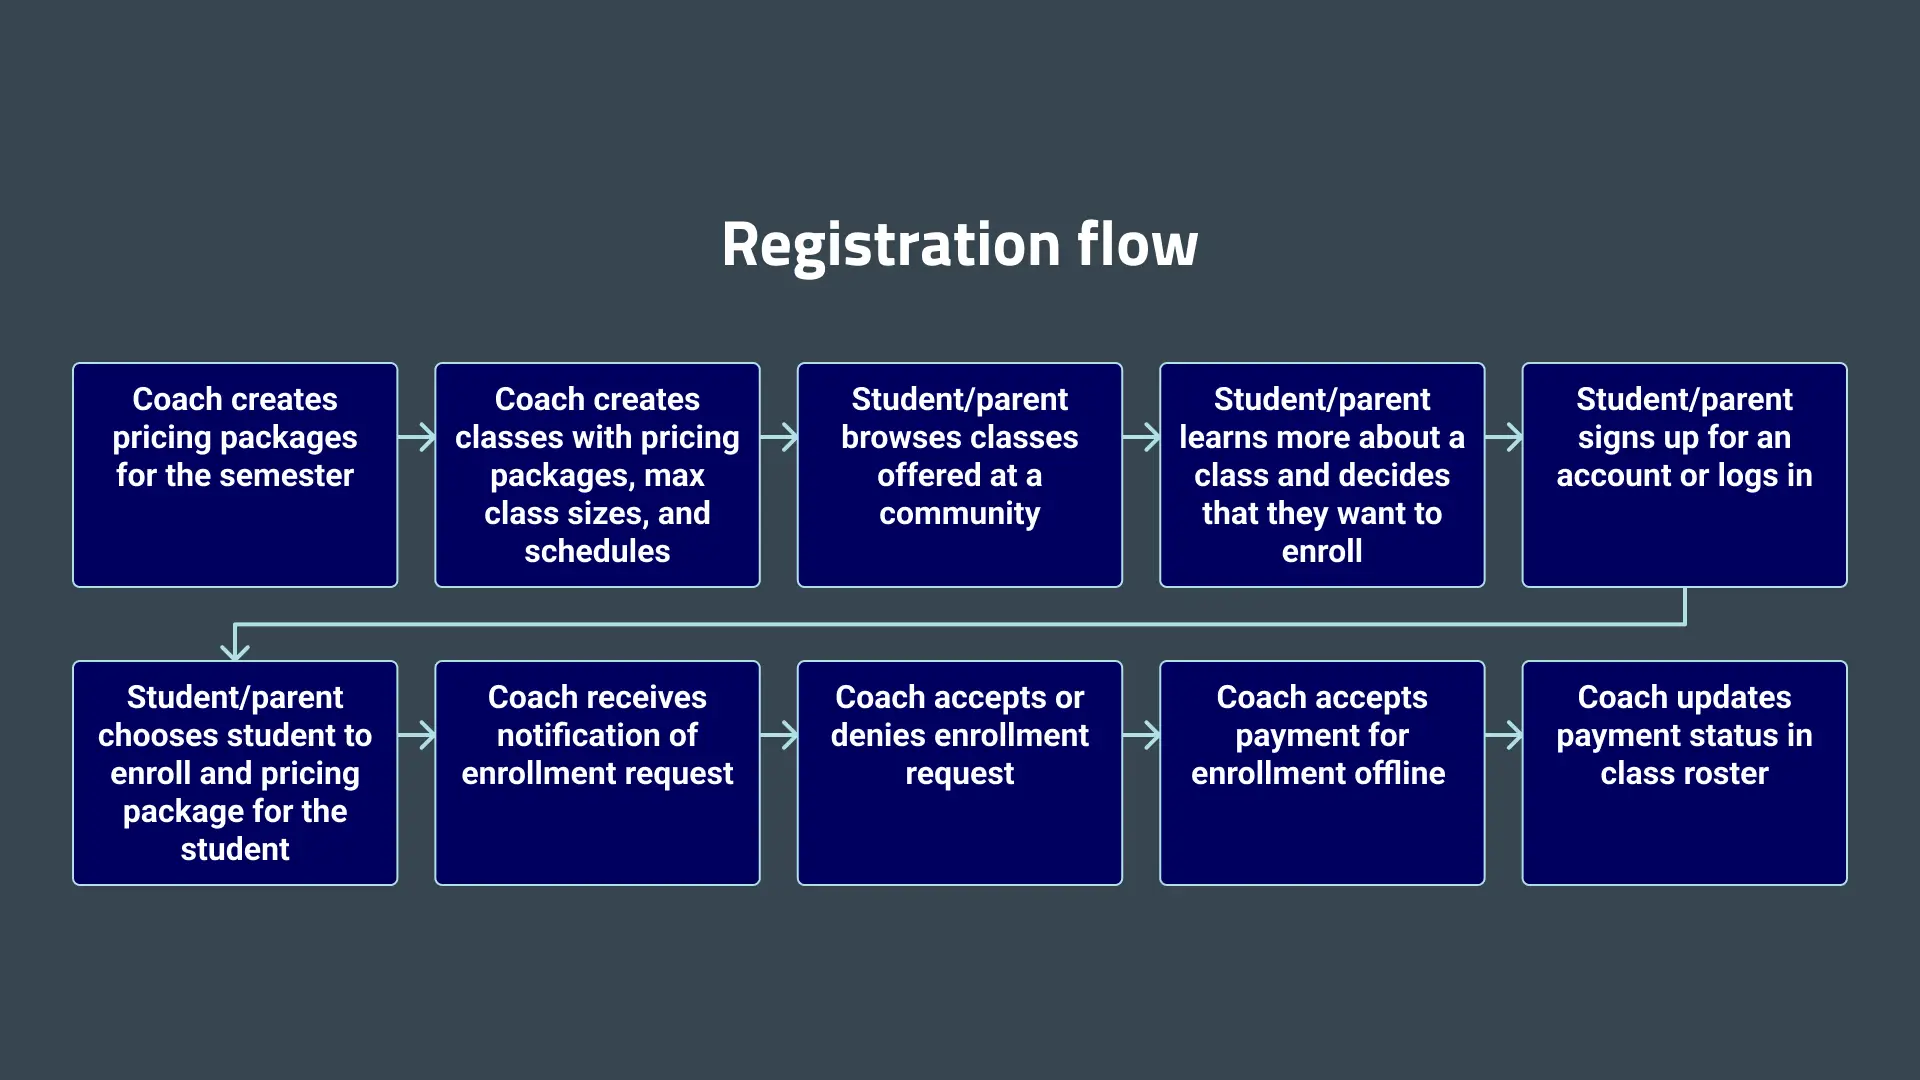 Registration flow
Coach creates
pricing packages
for the semester
Coach creates
classes with pricing
packages, max
class sizes, and
schedules
Student/parent
browses classes
offered at a
community
Student/parent
learns more about a
class and decides
that they want to
enroll
Student/parent
signs up for an
account or logs in
Student/parent
chooses student to
enroll and pricing
package for the
student
Coach receives
notification of
enrollment request
Coach accepts or
denies enrollment
request
Coach accepts
payment for
enrollment offline
Coach updates
payment status in
class roster